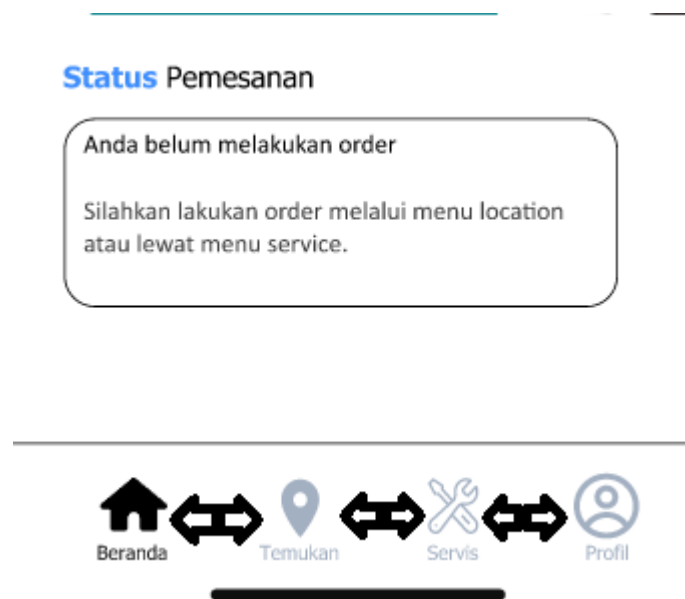 Status Pemesanan
Anda belum melakukan order
Silahkan lakukan order melalui menu location
atau lewat menu service.
Beranda
Temukan
Servis
Profil